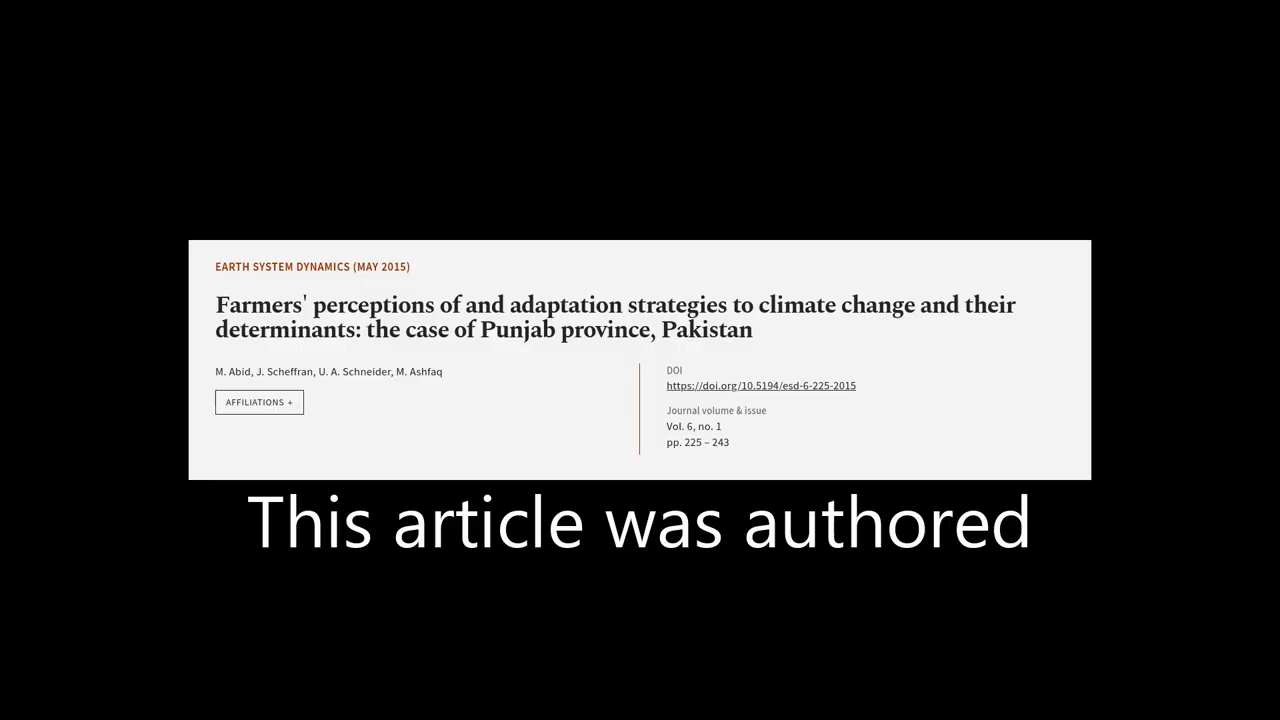 EARTH SYSTEM DYNAMICS (MAY 2015)
Farmers' perceptions of and adaptation strategies to climate change and their
determinants: the case of Punjab province, Pakistan
M. Abid, J. Scheffran, U. A. Schneider, M. Ashfaq
AFFILIATIONS +
DOI
https://doi.org/10.5194/esd-6-225-2015
Journal volume & issue
Vol. 6, no. 1
pp. 225 – 243
This article was authored